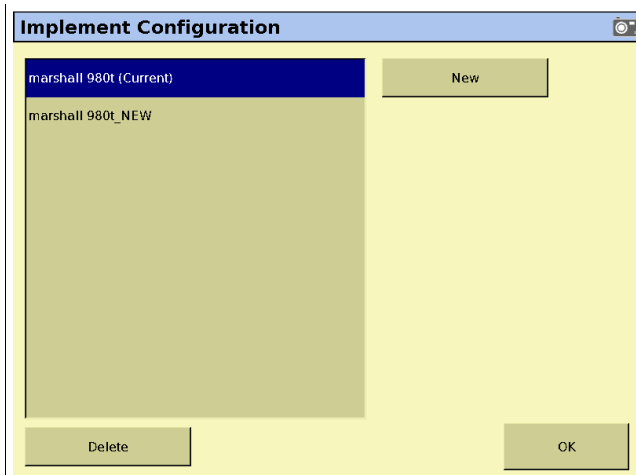 Implement Configuration
marshall 980t (Current)
New
marshall 980t_NEW
Delete
OK